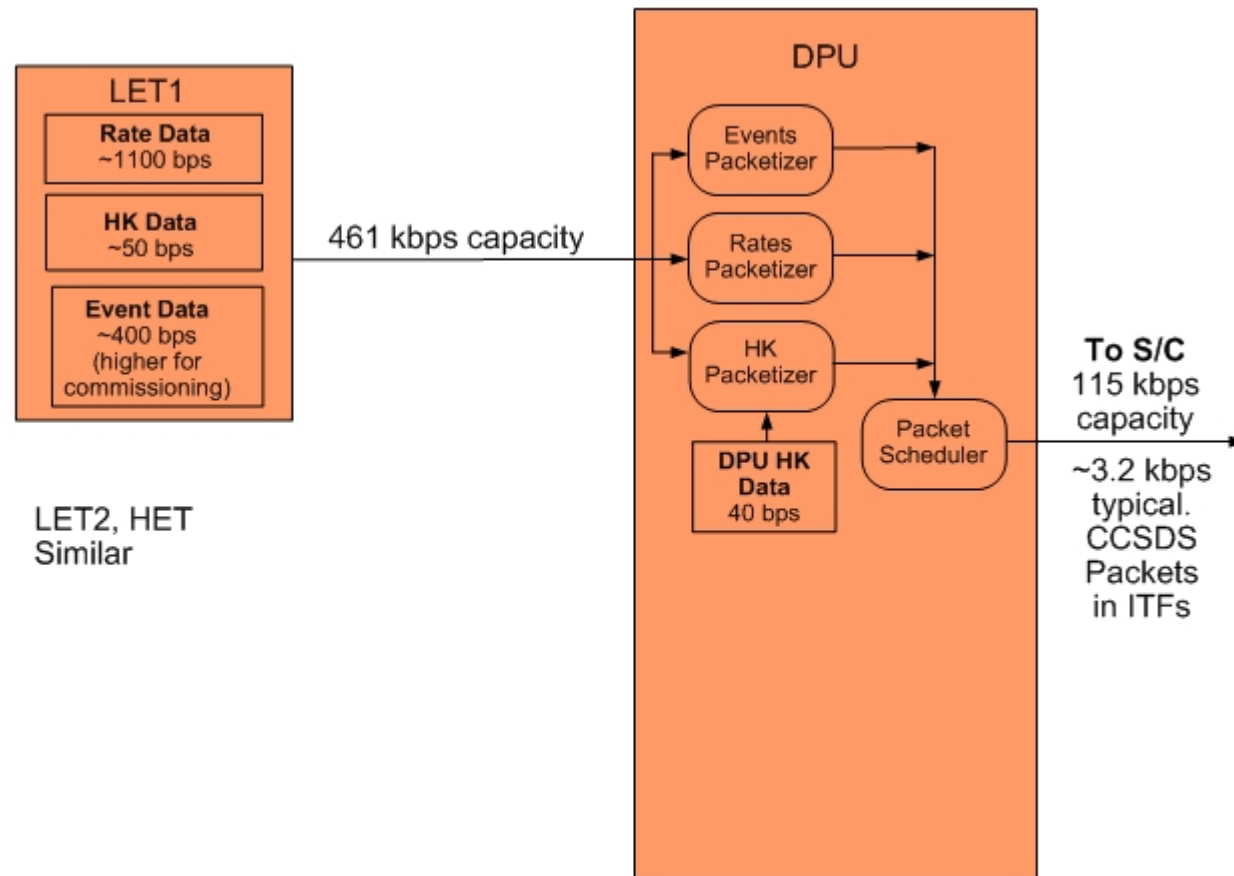 LET1
Rate Data
~1100 bps
HK Data
~50 bps
Event Data
~400 bps
(higher for
commissioning)
LET2, HET
Similar
461 kbps capacity
DPU
Events
Packetizer
Rates
Packetizer
HK
Packetizer
DPU HK
Data
40 bps
Packet
Scheduler
To S/C
115 kbps
capacity
~3.2 kbps
typical.
CCSDS
Packets
in ITFs